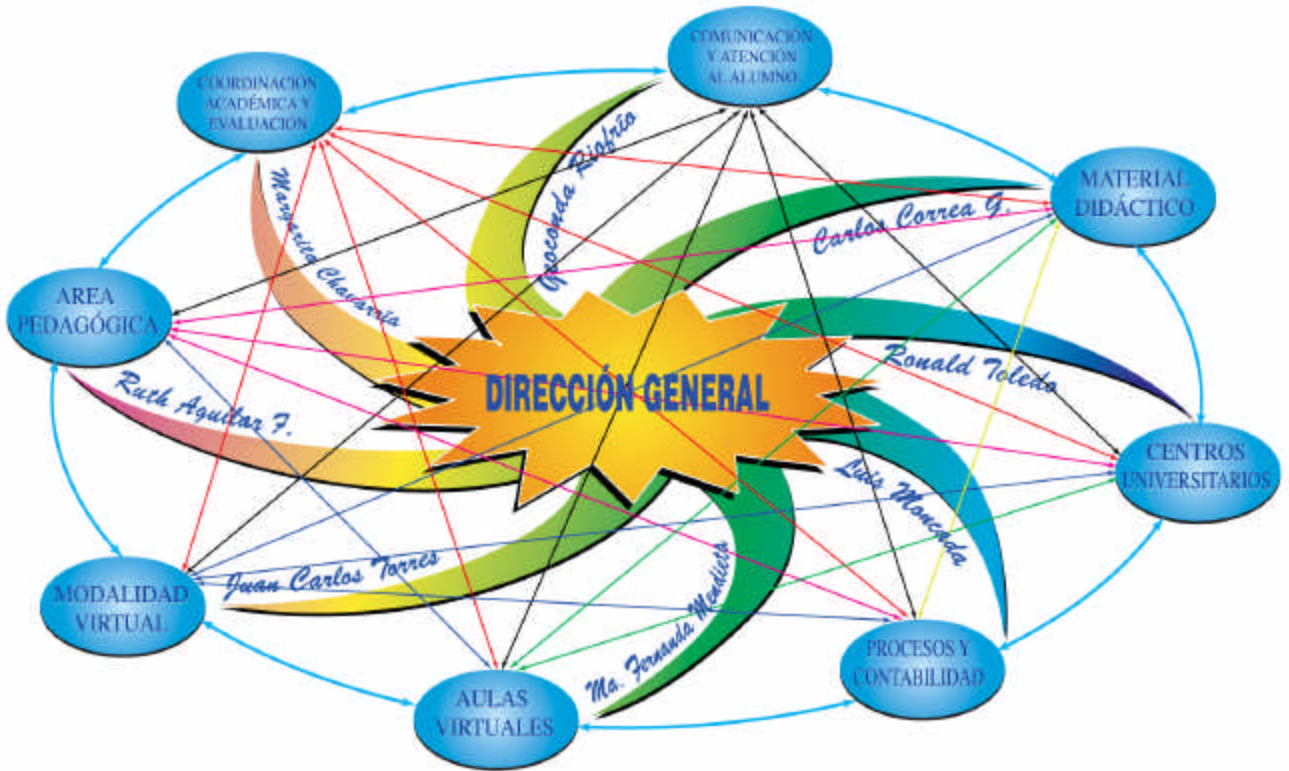 COMUNICACIÓN
Y ATENCIÓN
AL ALUMNO
COORDINACIÓN
ACADÉMICA Y
EVALUACIÓN
Geoconda Riofrío
Margarita Chavarría
MATERIAL
DIDÁCTICO
Carlos Correa G.
AREA
PEDAGÓGICA
Ruth Aguilar F.
DIRECCIÓN GENERAL
Ronald Toledo
CENTROS
UNIVERSITARIOS
Luis Moncada
MODALIDAD
VIRTUAL
Juan Carlos Torres
Ma. Fernanda Mendieta
PROCESOS Y
CONTABILIDAD
AULAS
VIRTUALES